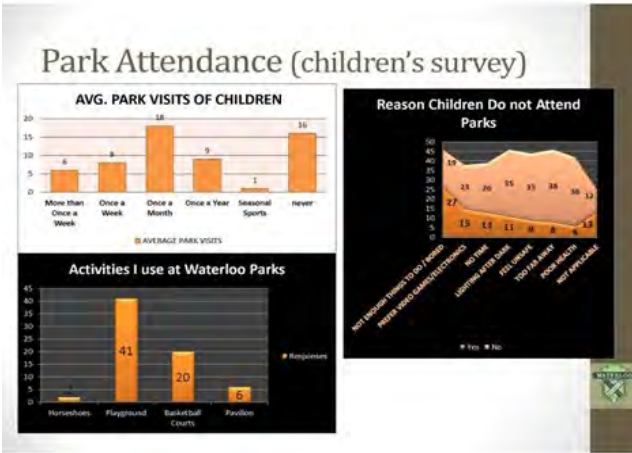 Park Attendance (children's survey)
AVG. PARK VISITS OF CHILDREN
20
15
10
5
0
6
8
18
9
1
16
More than Once a Week
Once a Week
Once a Month
Once a Year
Seasonal Sports
never
AVERAGE PARK VISITS
Activities I use at Waterloo Parks
45
40
35
30
25
20
15
10
5
0
41
20
6
Horseshoes
Playground
Basketball Courts
Pavilion
Responses
Reason Children Do not Attend
Parks
50
45
40
35
30
25
20
15
10
5
0
19
23
26
35
35
38
36
12
27
15
13
11
8
6
13
NOT ENOUGH THINGS TO DO / BORED
PREFER VIDEO GAMES/ELECTRONICS
NO TIME
LIGHTING AFTER DARK
FEEL UNSAFE
TOO FAR AWAY
POOR HEALTH
NOT APPLICABLE
Yes
No
WATERLOO